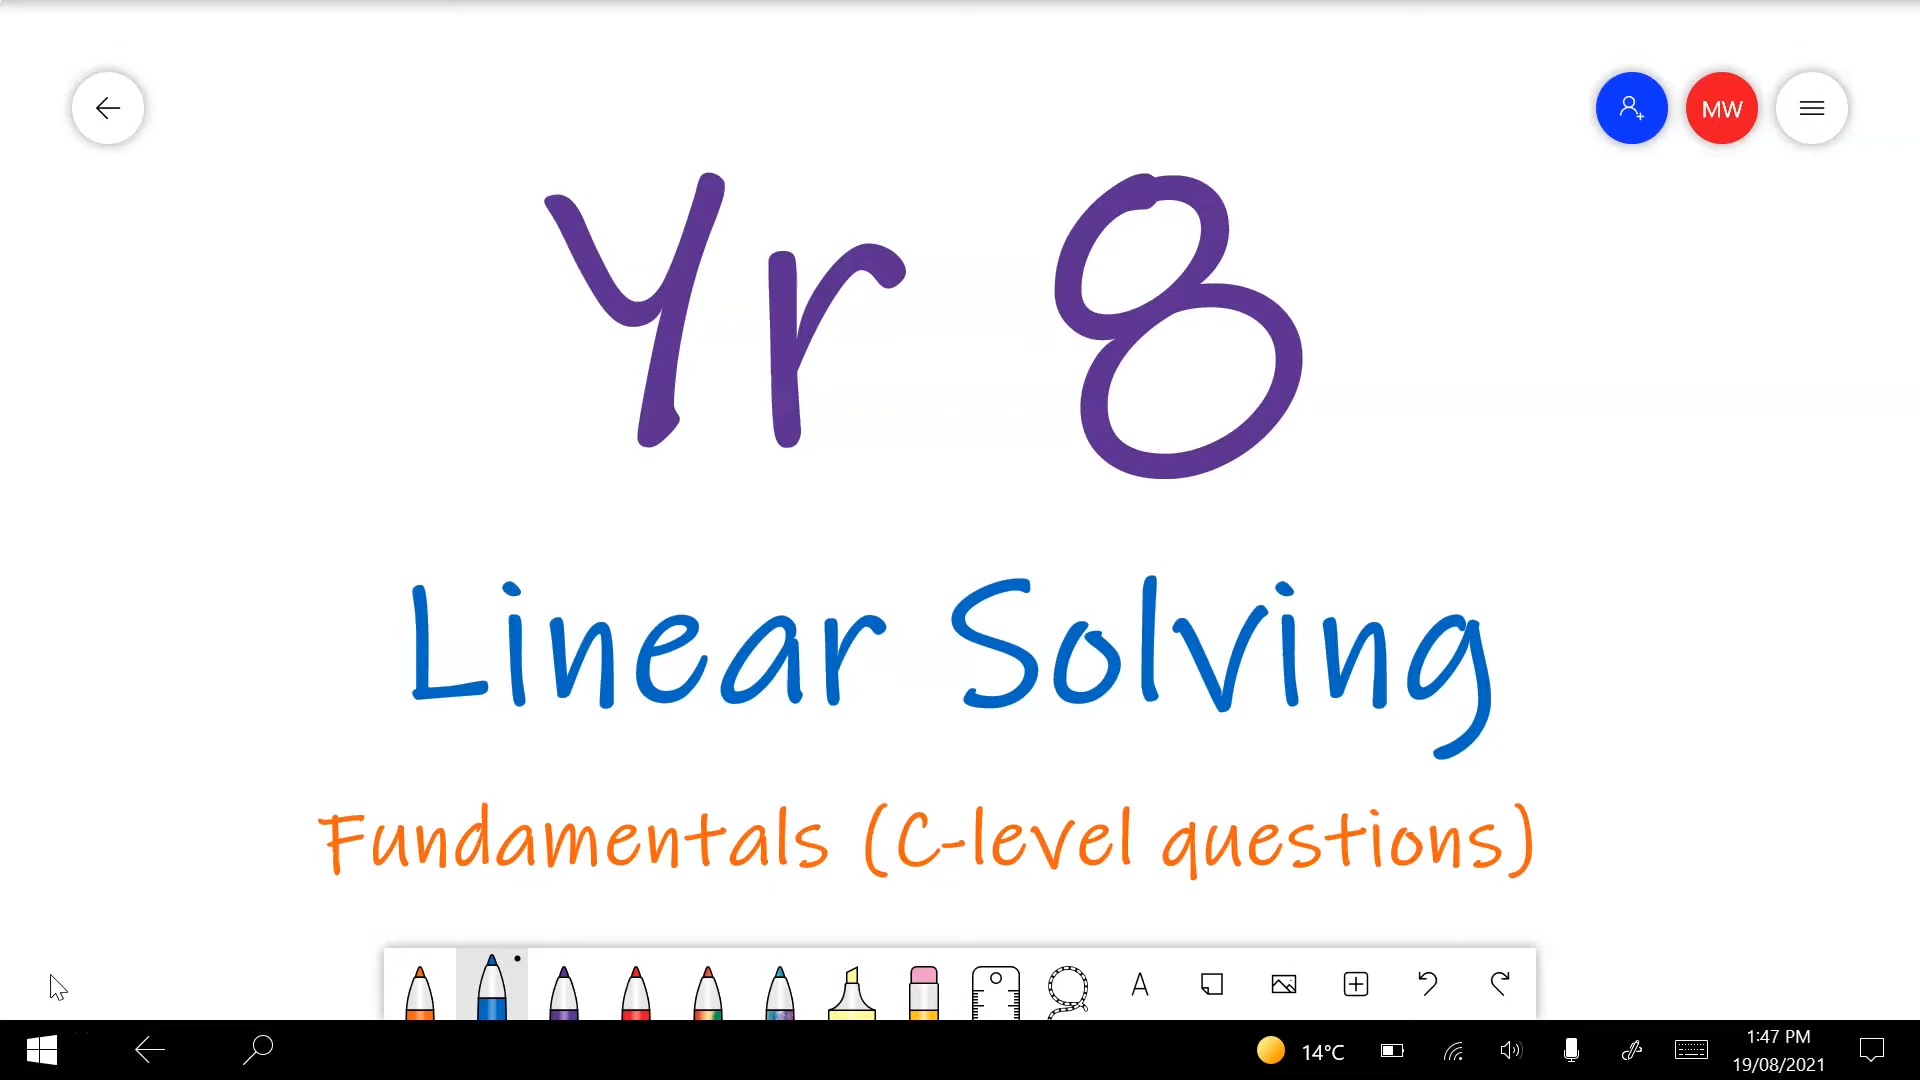 MW
Yr 8
Linear Solving
Fundamentals (C-level questions)
A
14°C
1:47 PM
19/08/2021